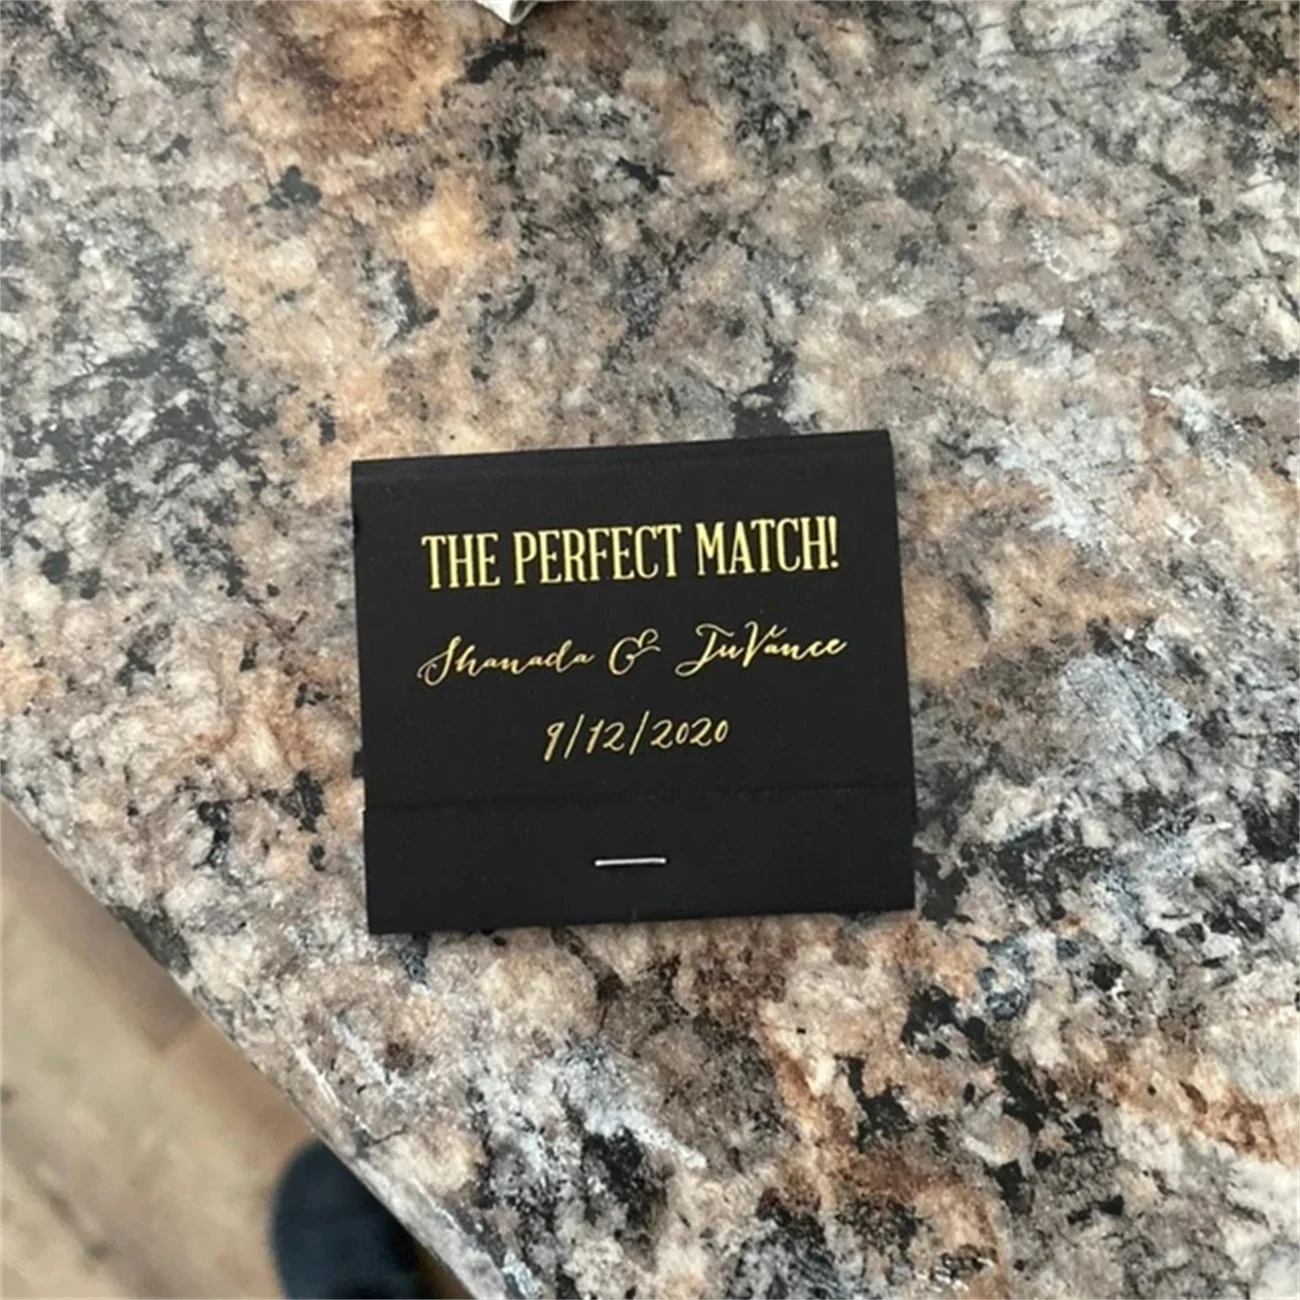 THE PERFECT MATCH!
Shanada & JuVance
9/12/2020